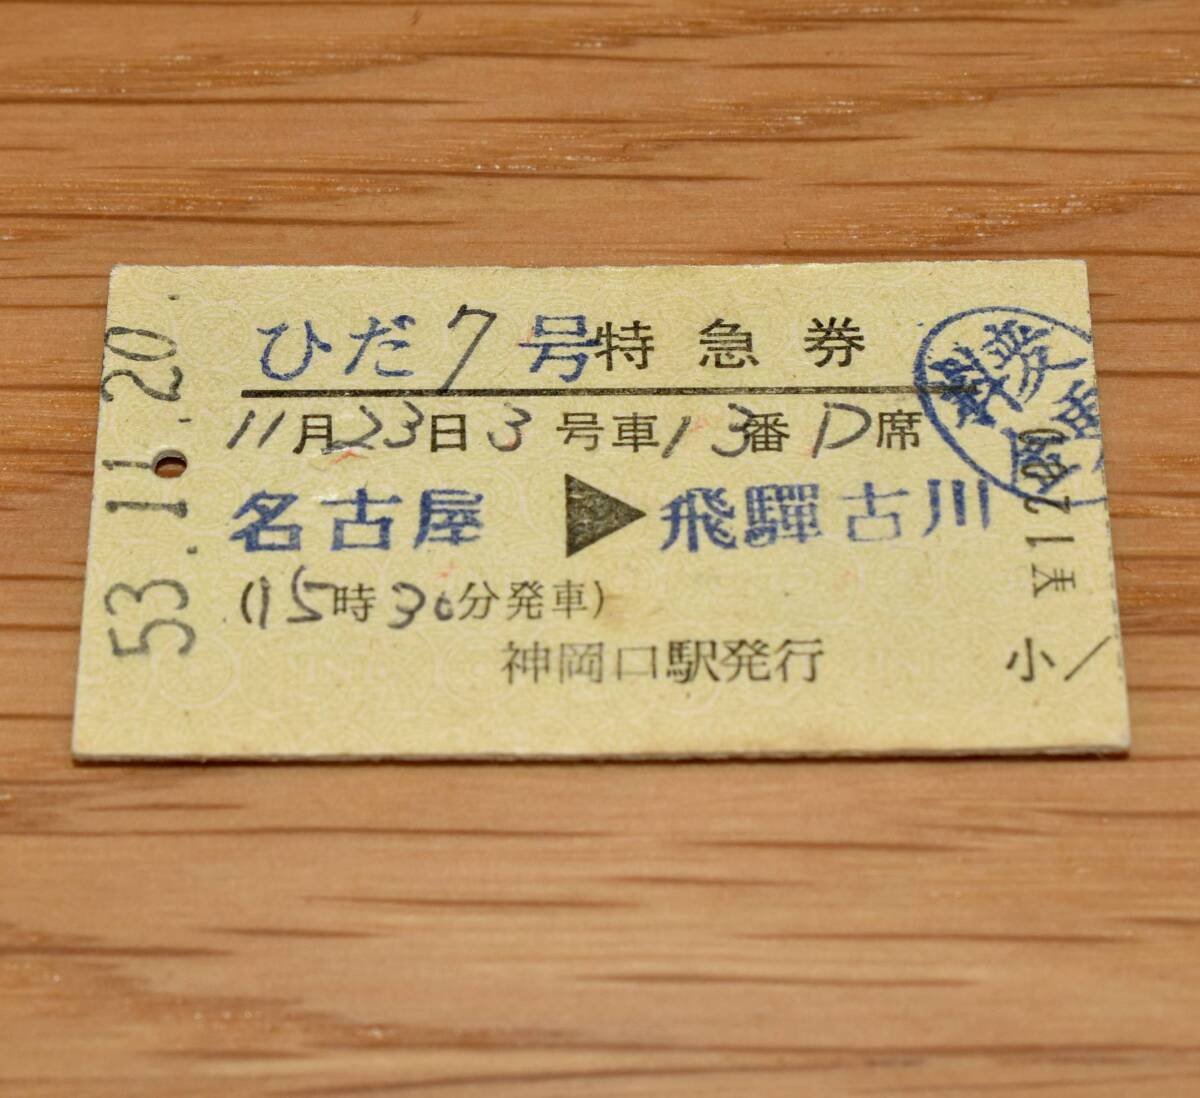 53.11.20.
ひだ7号特急券
11月23日3号車13番D席
名古屋▶飛騨古川
(15時30分発車)
神岡口駅発行
小